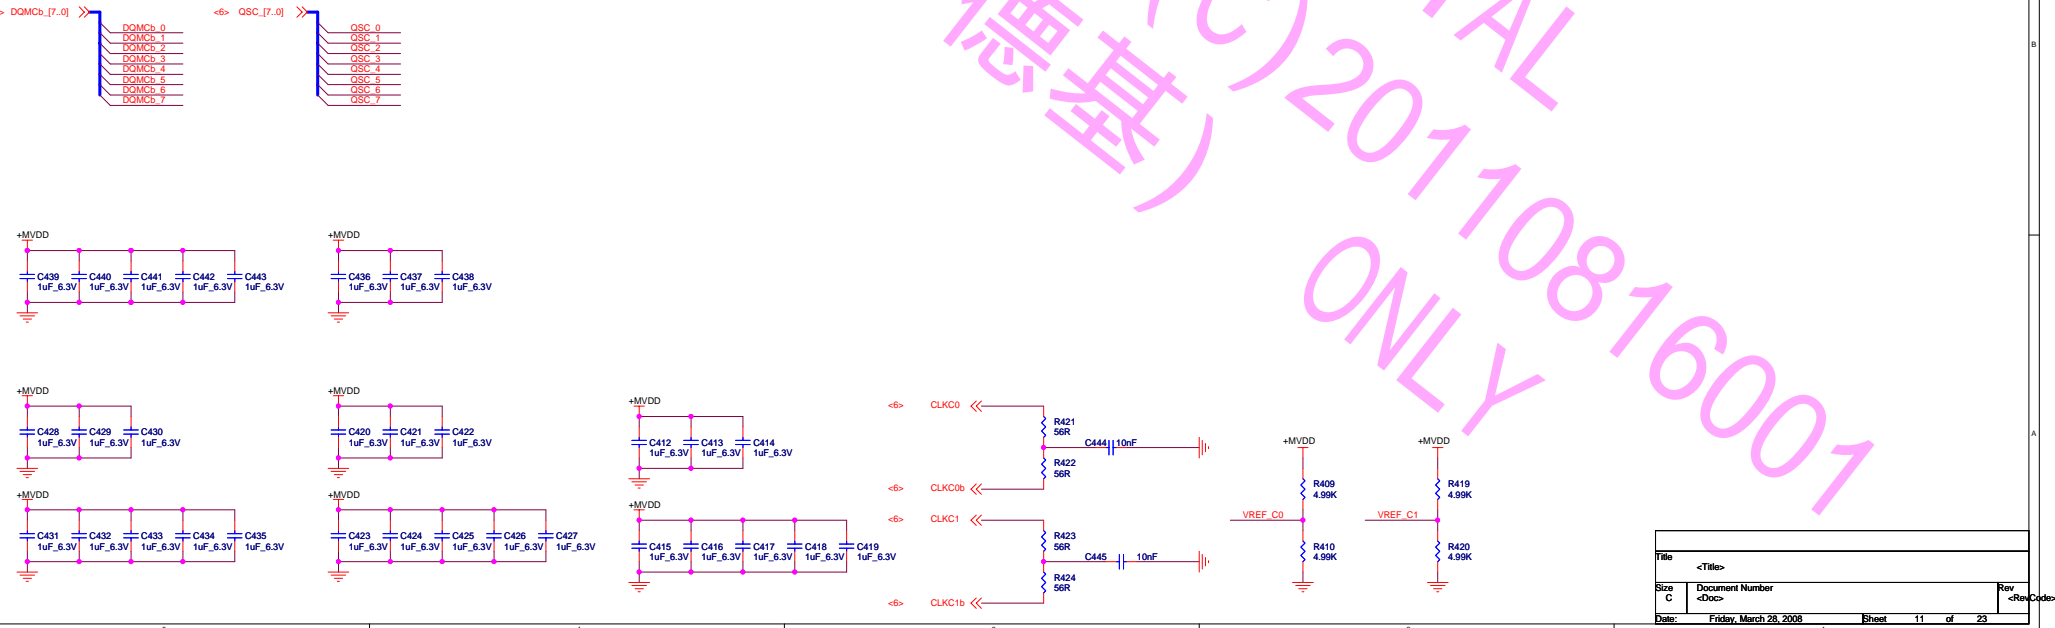 DQMCb_[7..0]
<6> QSC_[7..0]
DQMCb_0
DQMCb_1
DQMCb_2
DQMCb_3
DQMCb_4
DQMCb_5
DQMCb_6
DQMCb_7
QSC_0
QSC_1
QSC_2
QSC_3
QSC_4
QSC_5
QSC_6
QSC_7
(C)20110816001
德基)
ONLY
B
+MVDD
C439 C440 C441 C442 C443
1uF_6.3V 1uF_6.3V 1uF_6.3V 1uF_6.3V 1uF_6.3V
+MVDD
C436 C437 C438
1uF_6.3V 1uF_6.3V 1uF_6.3V
+MVDD
C428 C429 C430
1uF_6.3V 1uF_6.3V 1uF_6.3V
+MVDD
C420 C421 C422
1uF_6.3V 1uF_6.3V 1uF_6.3V
+MVDD
C412 C413 C414
1uF_6.3V 1uF_6.3V 1uF_6.3V
+MVDD
C431 C432 C433 C434 C435
1uF_6.3V 1uF_6.3V 1uF_6.3V 1uF_6.3V 1uF_6.3V
+MVDD
C423 C424 C425 C426 C427
1uF_6.3V 1uF_6.3V 1uF_6.3V 1uF_6.3V 1uF_6.3V
+MVDD
C415 C416 C417 C418 C419
1uF_6.3V 1uF_6.3V 1uF_6.3V 1uF_6.3V 1uF_6.3V
<6> CLKC0
R421
56R
C444 10nF
R422
56R
<6> CLKC0b
<6> CLKC1
R423
56R
C445 10nF
R424
56R
<6> CLKC1b
+MVDD
R409
4.99K
VREF_C0
R410
4.99K
+MVDD
R419
4.99K
VREF_C1
R420
4.99K
A
Title
<Title>
Size Document Number Rev
C <Doc> <RevCode>
Date: Friday, March 28, 2008 Sheet 11 of 23